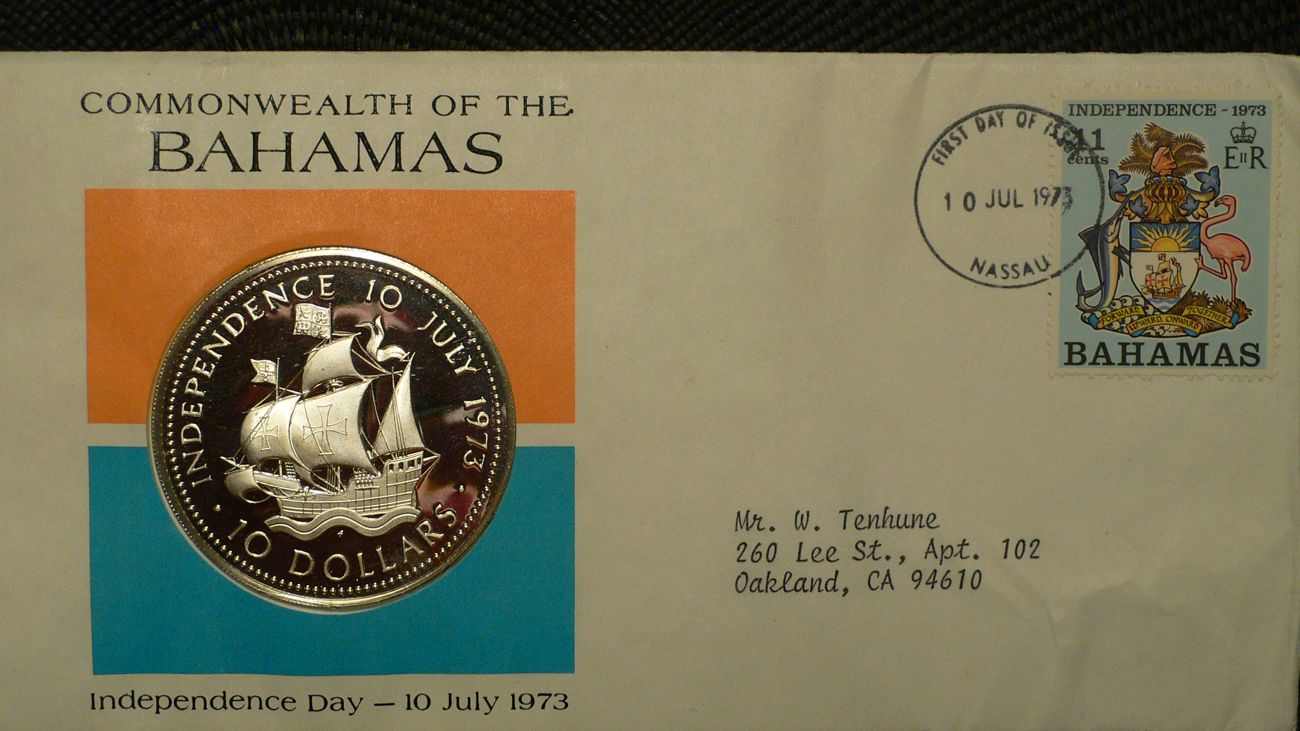 COMMONWEALTH OF THE
BAHAMAS
INDEPENDENCE 10 JULY 1973
10 DOLLARS
Independence Day — 10 July 1973
FIRST DAY OF ISSUE
10 JUL 1973
NASSAU
INDEPENDENCE - 1973
11
cents
EIIR
FORWARD
UPWARD, ONWARD
TOGETHER
BAHAMAS
Mr. W. Tenhune
260 Lee St., Apt. 102
Oakland, CA 94610